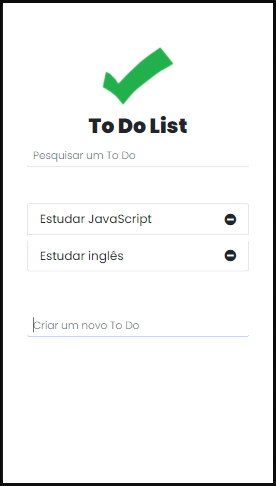 To Do List
Pesquisar um To Do
Estudar JavaScript
Estudar inglês
Criar um novo To Do